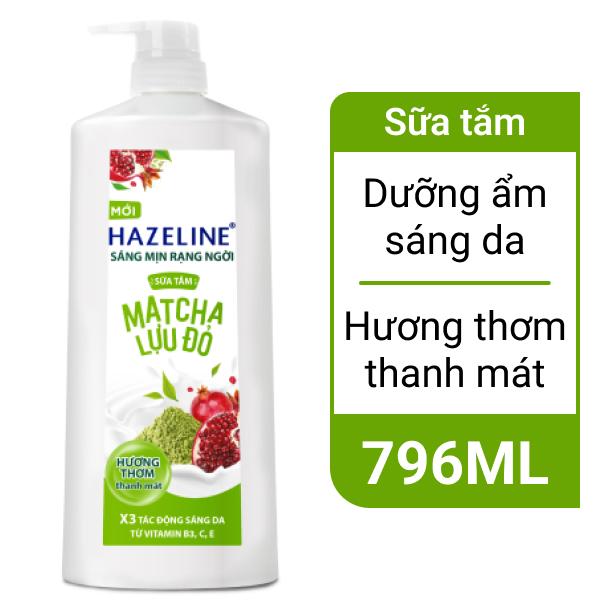 MỚI
HAZELINE®
SÁNG MỊN RẠNG NGỜI
SỮA TẮM
MATCHA
LỰU ĐỎ
HƯƠNG
THƠM
thanh mát
X3 TÁC ĐỘNG SÁNG DA
TỪ VITAMIN B3, C, E
Sữa tắm
Dưỡng ẩm
sáng da
Hương thơm
thanh mát
796ML